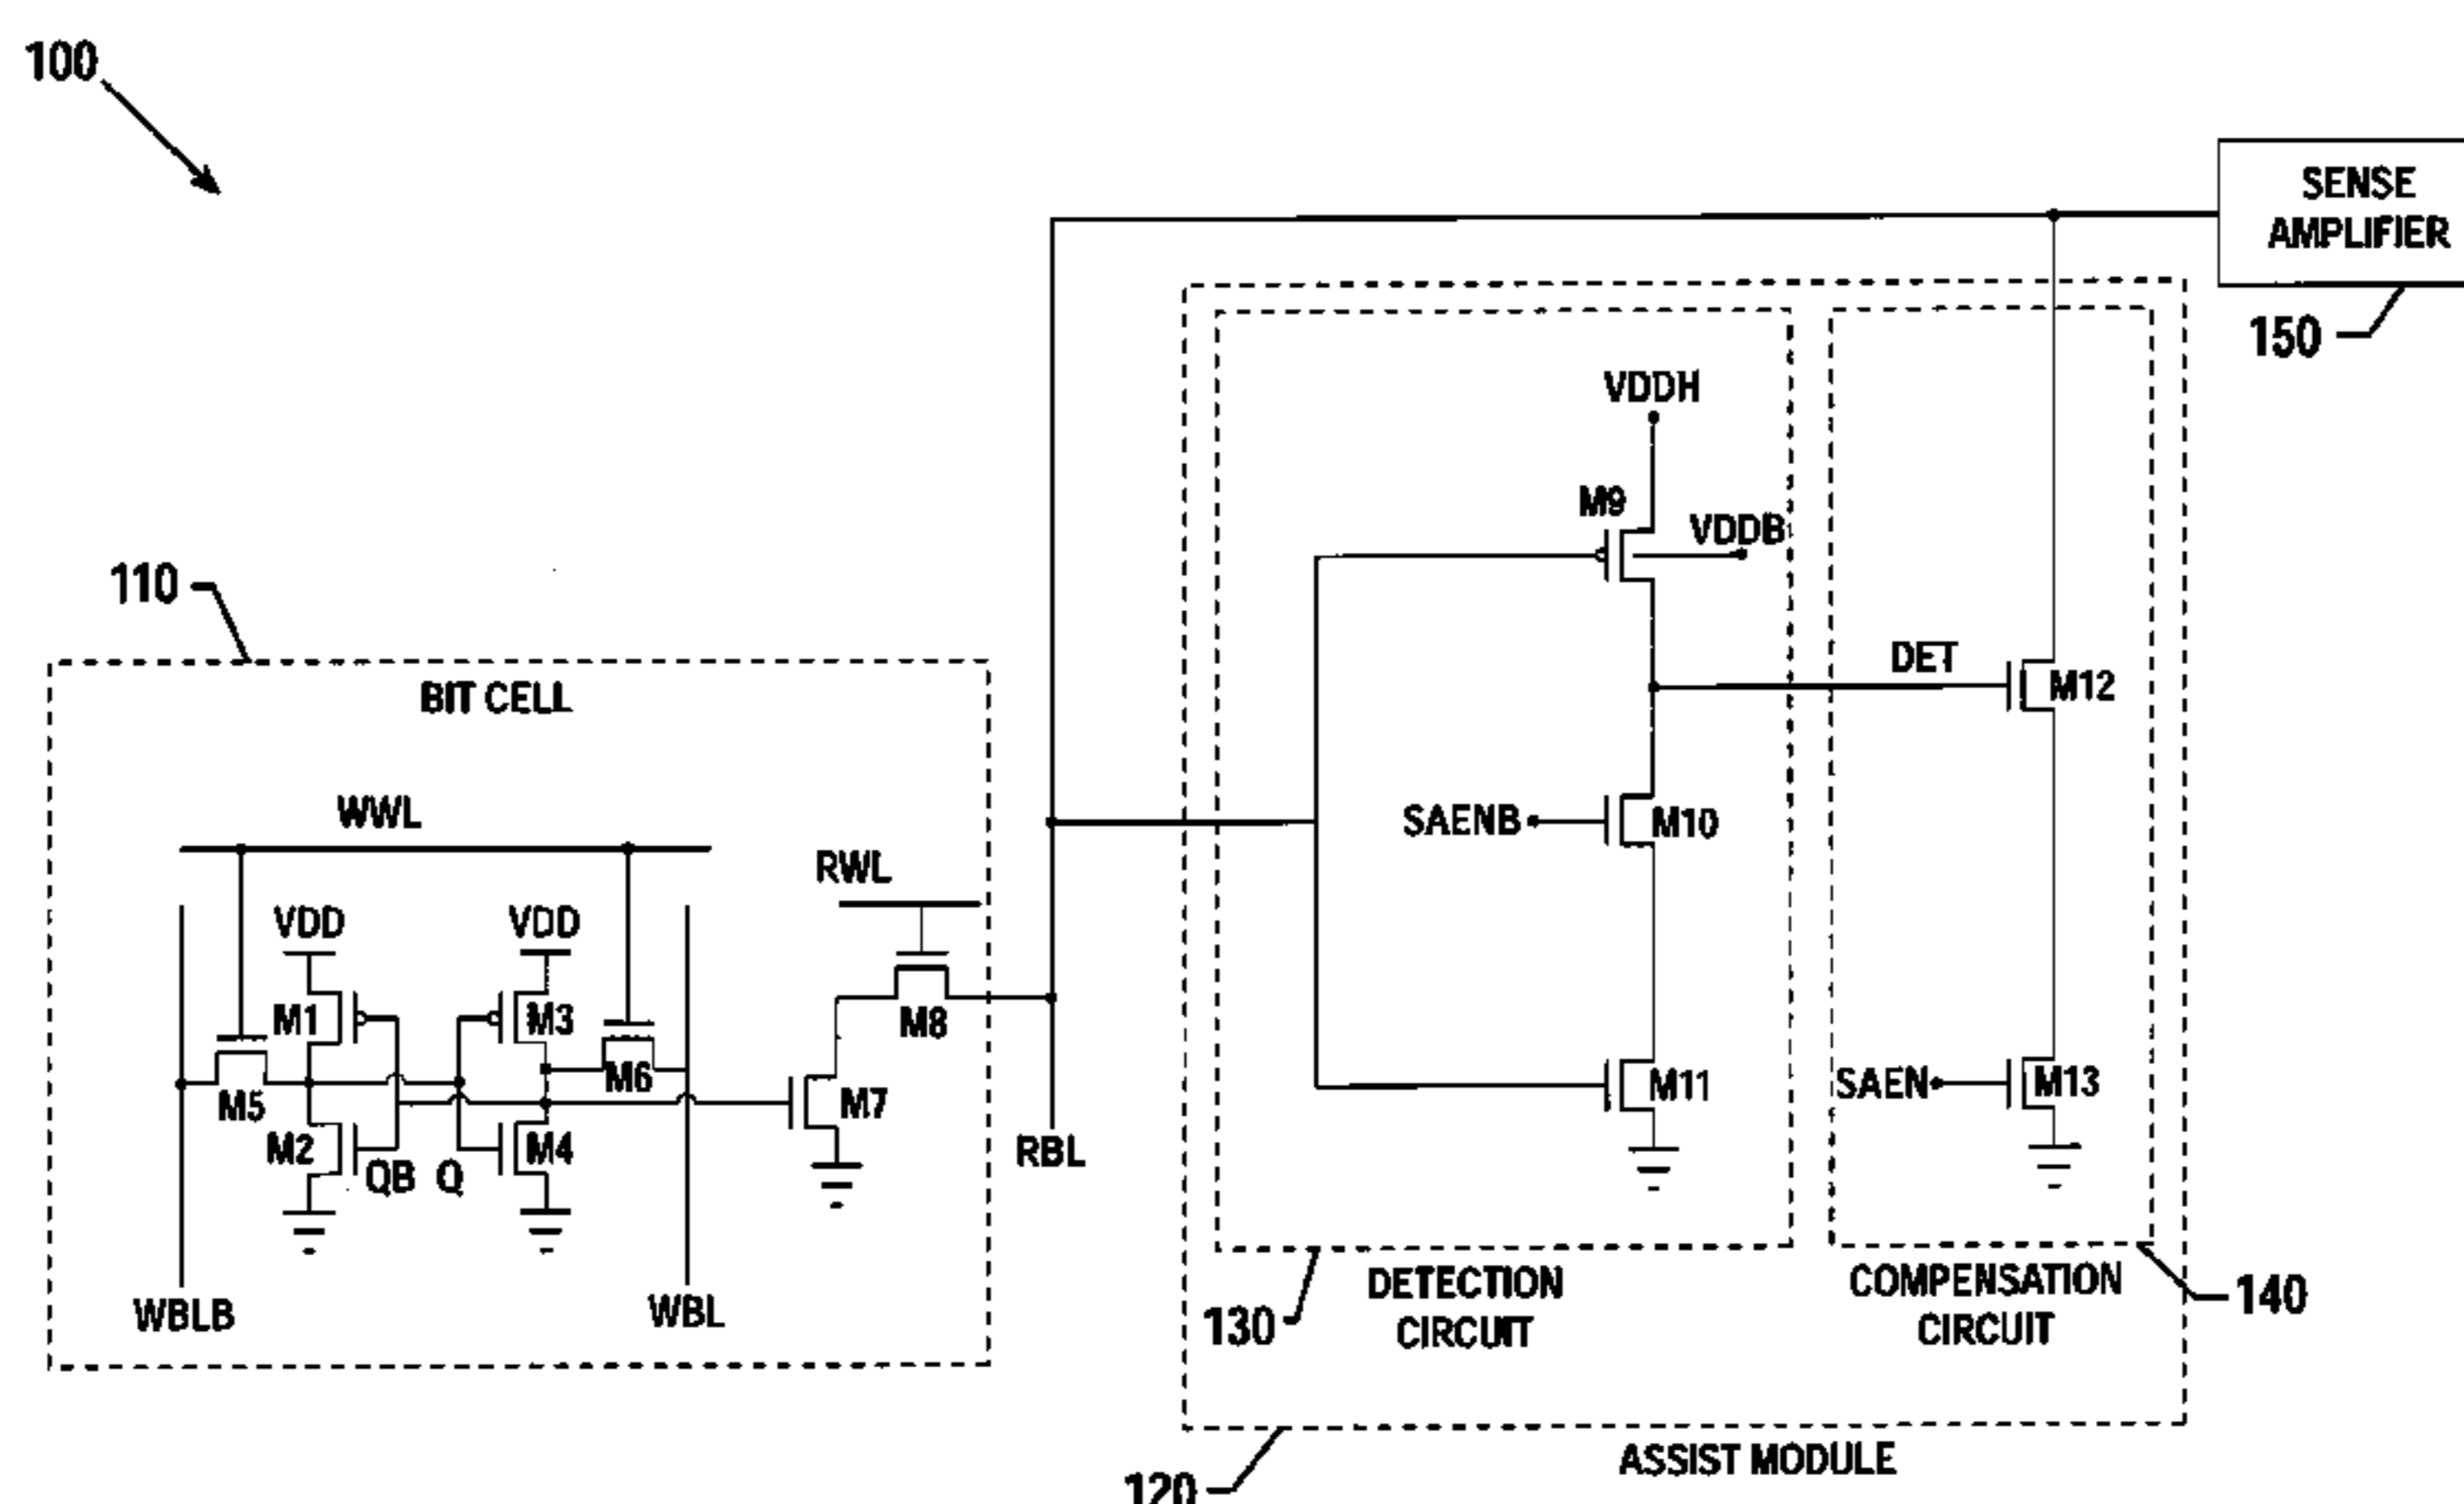 100
SENSE
AMPLIFIER
150
VDDH
M9
VDDB
110
BIT CELL
DET
M12
WWL
SAENB
M10
RWL
VDD
VDD
M1
M3
M8
M6
M5
M7
M11
SAEN
M13
M2
QB
Q
M4
RBL
WBLB
WBL
DETECTION
CIRCUIT
130
COMPENSATION
CIRCUIT
140
ASSIST MODULE
120